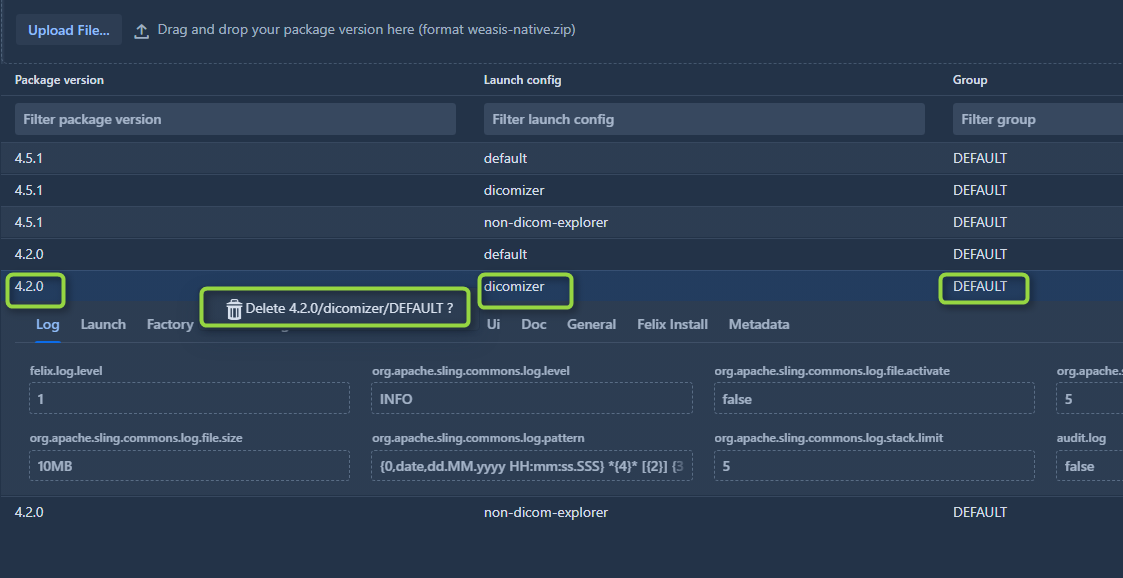 Upload File... Drag and drop your package version here (format weasis-native.zip)
Package version Launch config Group
Filter package version Filter launch config Filter group
4.5.1 default DEFAULT
4.5.1 dicomizer DEFAULT
4.5.1 non-dicom-explorer DEFAULT
4.2.0 default DEFAULT
4.2.0 dicomizer DEFAULT
Delete 4.2.0/dicomizer/DEFAULT ?
Log Launch Factory Ui Doc General Felix Install Metadata
felix.log.level org.apache.sling.commons.log.level org.apache.sling.commons.log.file.activate org.apache.s
1 INFO false 5
org.apache.sling.commons.log.file.size org.apache.sling.commons.log.pattern org.apache.sling.commons.log.stack.limit audit.log
10MB {0,date,dd.MM.yyyy HH:mm:ss.SSS} *{4}* [{2}] {3 5 false
4.2.0 non-dicom-explorer DEFAULT